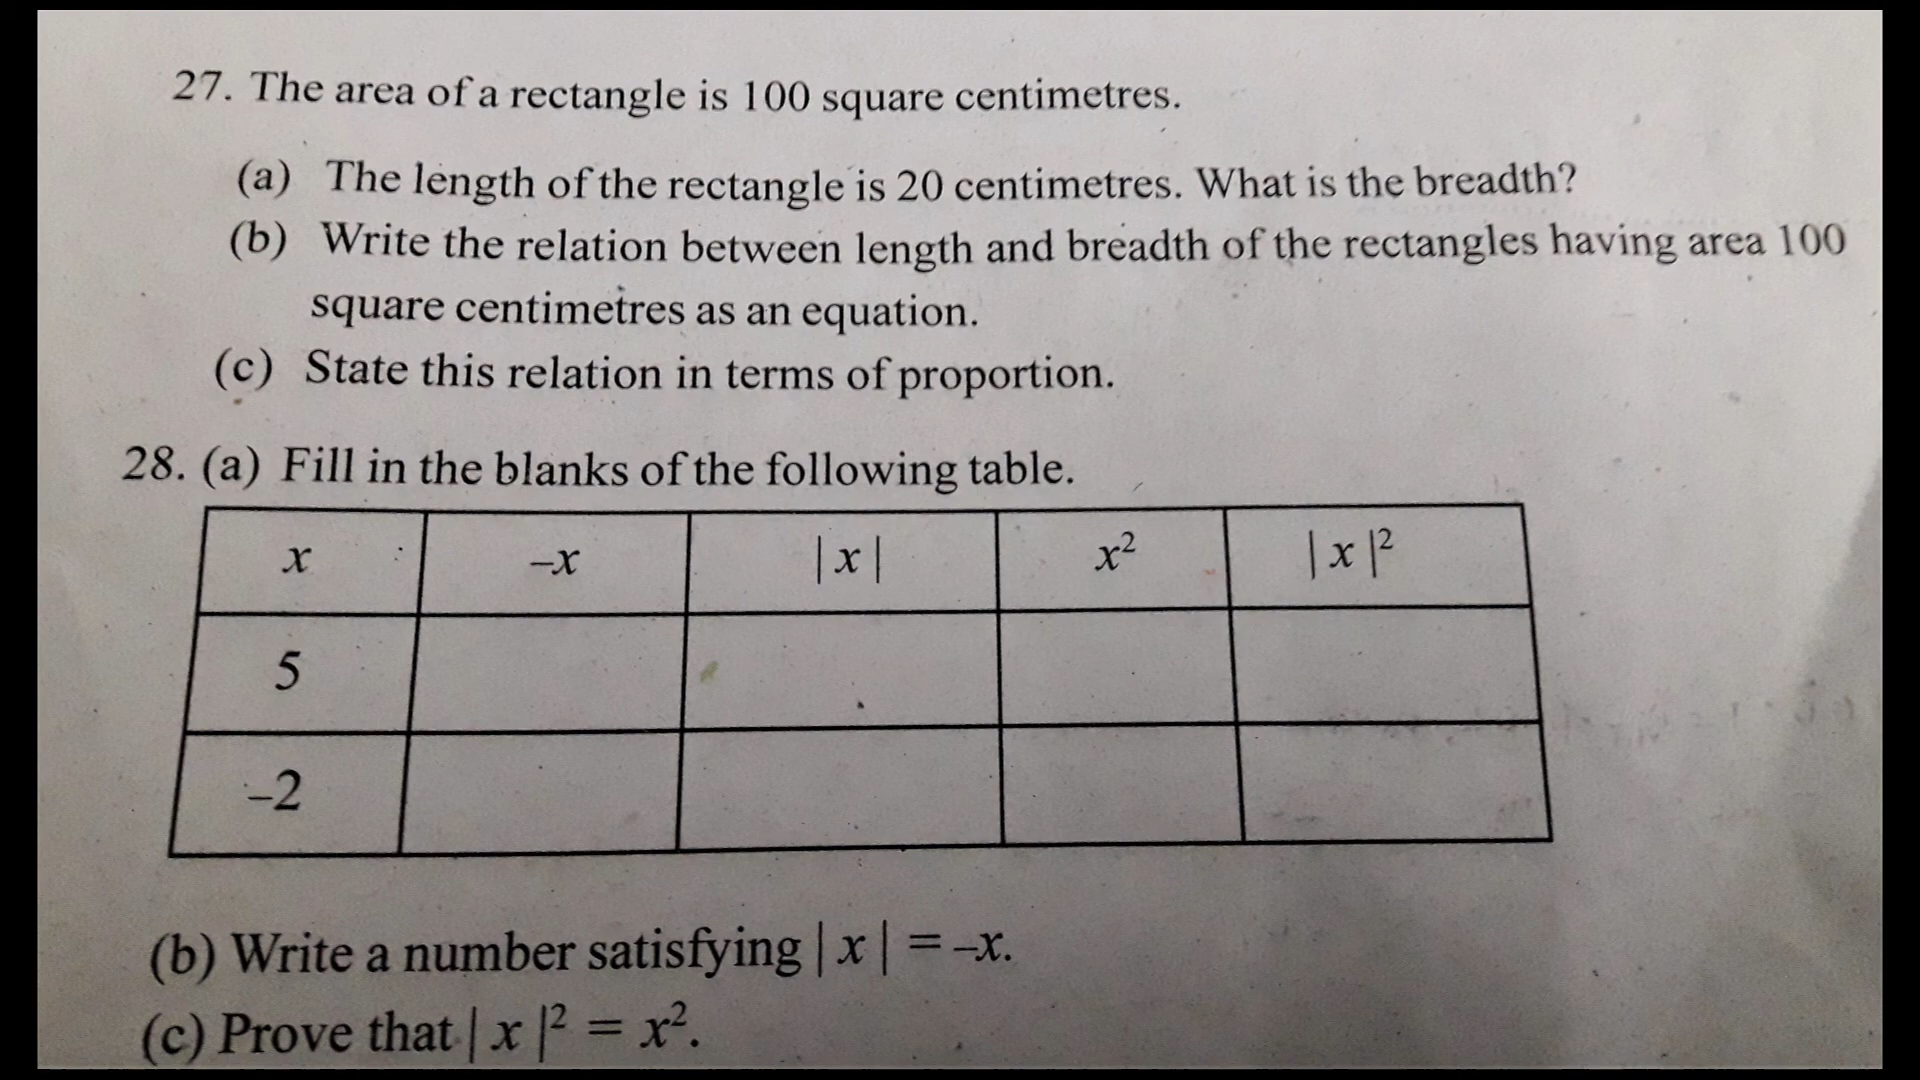 27. The area of a rectangle is 100 square centimetres.
(a) The length of the rectangle is 20 centimetres. What is the breadth?
(b) Write the relation between length and breadth of the rectangles having area 100
square centimetres as an equation.
(c) State this relation in terms of proportion.
28. (a) Fill in the blanks of the following table.
x –x |x| x² |x|²
5
–2
(b) Write a number satisfying |x| = –x.
(c) Prove that |x|² = x².